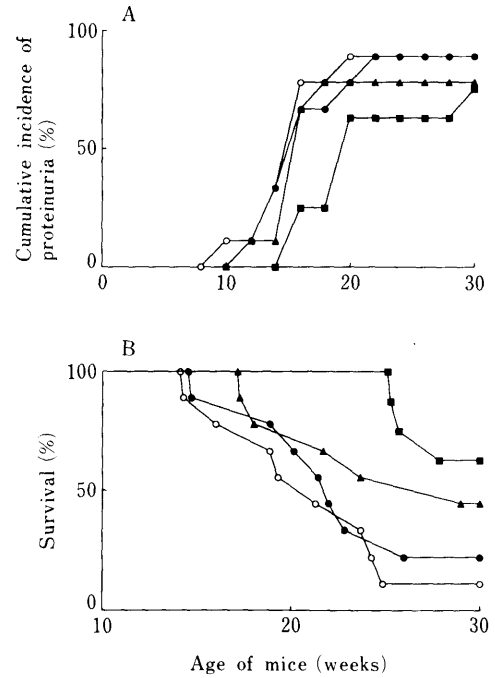 A
Cumulative incidence of
proteinuria (%)
100
50
0
0
10
20
30
B
Survival (%)
100
50
0
10
20
30
Age of mice (weeks)